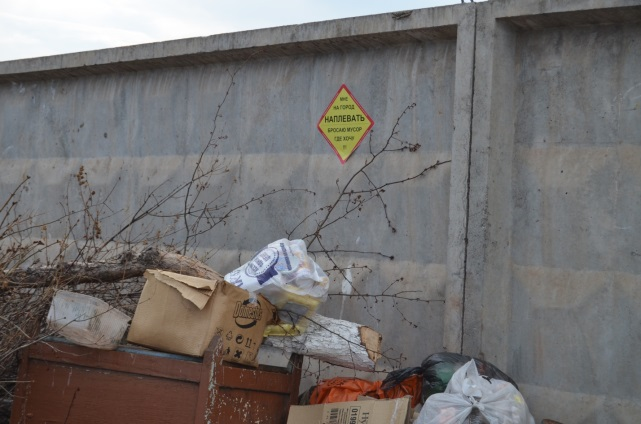 МНЕ
НА ГОРОД
НАПЛЕВАТЬ
БРОСАЮ МУСОР
ГДЕ ХОЧУ
!!!